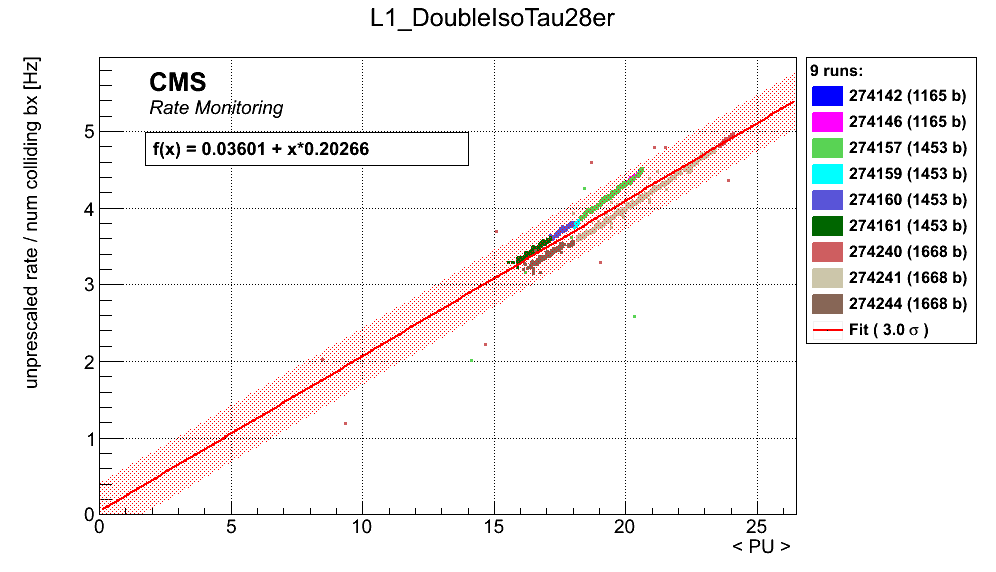 L1_DoubleIsoTau28er
unprescaled rate / num colliding bx [Hz]
CMS
Rate Monitoring
f(x) = 0.03601 + x*0.20266
5
4
3
2
1
0
0 5 10 15 20 25
< PU >
9 runs:
274142 (1165 b)
274146 (1165 b)
274157 (1453 b)
274159 (1453 b)
274160 (1453 b)
274161 (1453 b)
274240 (1668 b)
274241 (1668 b)
274244 (1668 b)
Fit ( 3.0 σ )